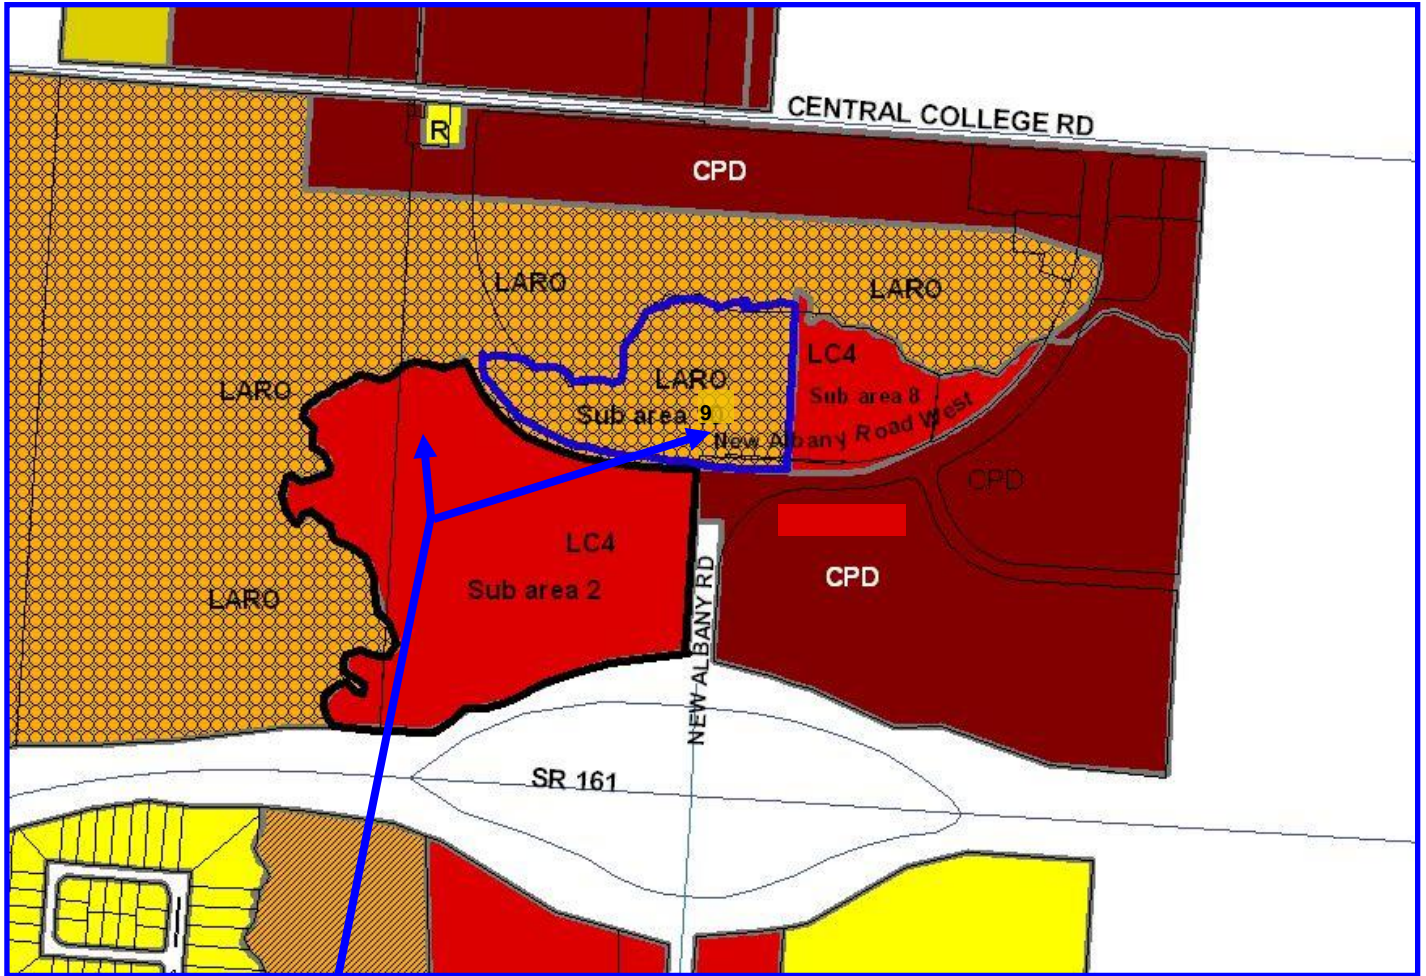 CENTRAL COLLEGE RD
R
CPD
LARO
LARO
LC4
LARO
LARO
Sub area 8
Sub area 9
New Albany Road West
CPD
LC4
CPD
Sub area 2
LARO
NEW ALBANY RD
SR 161